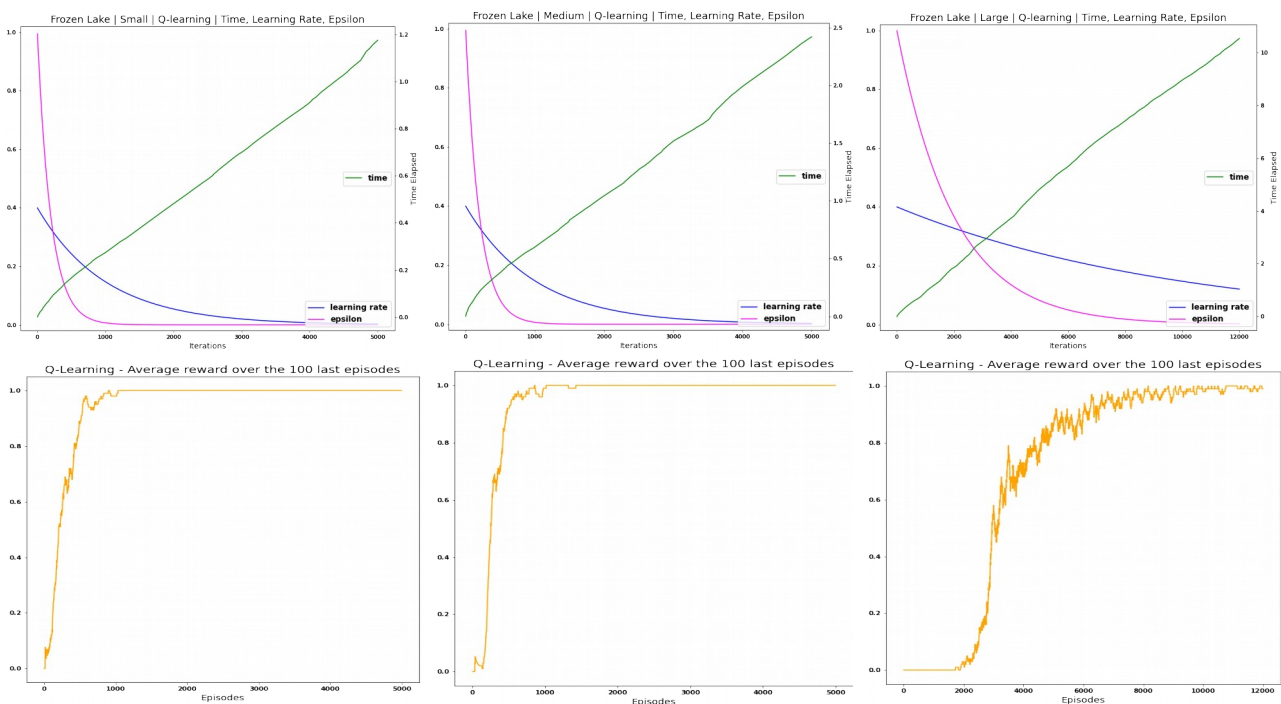 Frozen Lake | Small | Q-learning | Time, Learning Rate, Epsilon
1.0
0.8
0.6
0.4
0.2
0.0
1.2
1.0
0.8
0.6
0.4
0.2
0.0
Time Elapsed
time
learning rate
epsilon
0 1000 2000 3000 4000 5000
Iterations
Frozen Lake | Medium | Q-learning | Time, Learning Rate, Epsilon
1.0
0.8
0.6
0.4
0.2
0.0
2.5
2.0
1.5
1.0
0.5
0.0
Time Elapsed
time
learning rate
epsilon
0 1000 2000 3000 4000 5000
Iterations
Frozen Lake | Large | Q-learning | Time, Learning Rate, Epsilon
1.0
0.8
0.6
0.4
0.2
0.0
10
8
6
4
2
0
Time Elapsed
time
learning rate
epsilon
0 2000 4000 6000 8000 10000 12000
Iterations
Q-Learning - Average reward over the 100 last episodes
1.0
0.8
0.6
0.4
0.2
0.0
0 1000 2000 3000 4000 5000
Episodes
Q-Learning - Average reward over the 100 last episodes
1.0
0.8
0.6
0.4
0.2
0.0
0 1000 2000 3000 4000 5000
Episodes
Q-Learning - Average reward over the 100 last episodes
1.0
0.8
0.6
0.4
0.2
0.0
0 2000 4000 6000 8000 10000 12000
Episodes